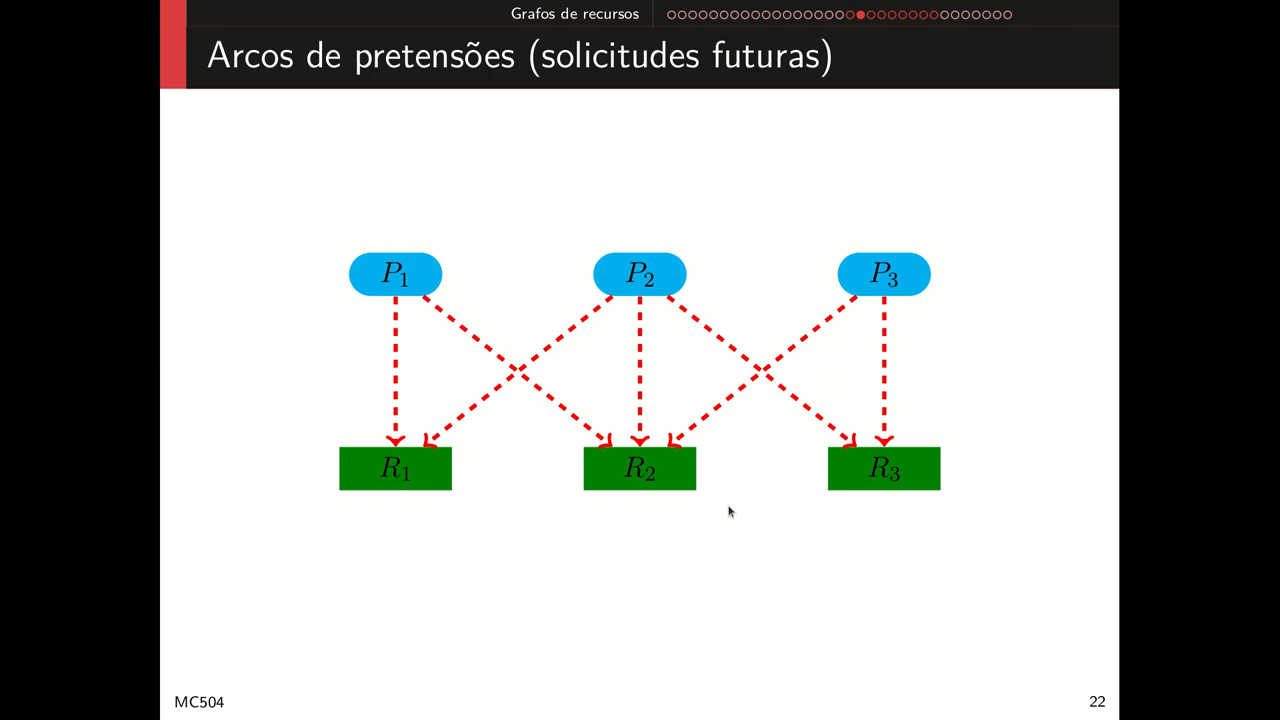 Grafos de recursos
Arcos de pretensões (solicitudes futuras)
P1 P2 P3
R1 R2 R3
MC504 22